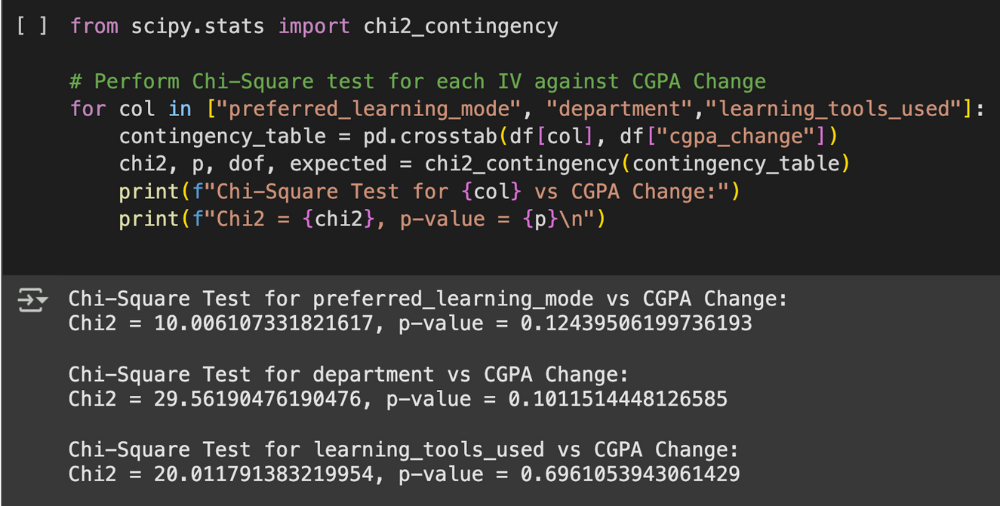 [ ] from scipy.stats import chi2_contingency
# Perform Chi-Square test for each IV against CGPA Change
for col in ["preferred_learning_mode", "department","learning_tools_used"]:
contingency_table = pd.crosstab(df[col], df["cgpa_change"])
chi2, p, dof, expected = chi2_contingency(contingency_table)
print(f"Chi-Square Test for {col} vs CGPA Change:")
print(f"Chi2 = {chi2}, p-value = {p}\n")
Chi-Square Test for preferred_learning_mode vs CGPA Change:
Chi2 = 10.006107331821617, p-value = 0.12439506199736193
Chi-Square Test for department vs CGPA Change:
Chi2 = 29.56190476190476, p-value = 0.1011514448126585
Chi-Square Test for learning_tools_used vs CGPA Change:
Chi2 = 20.011791383219954, p-value = 0.6961053943061429